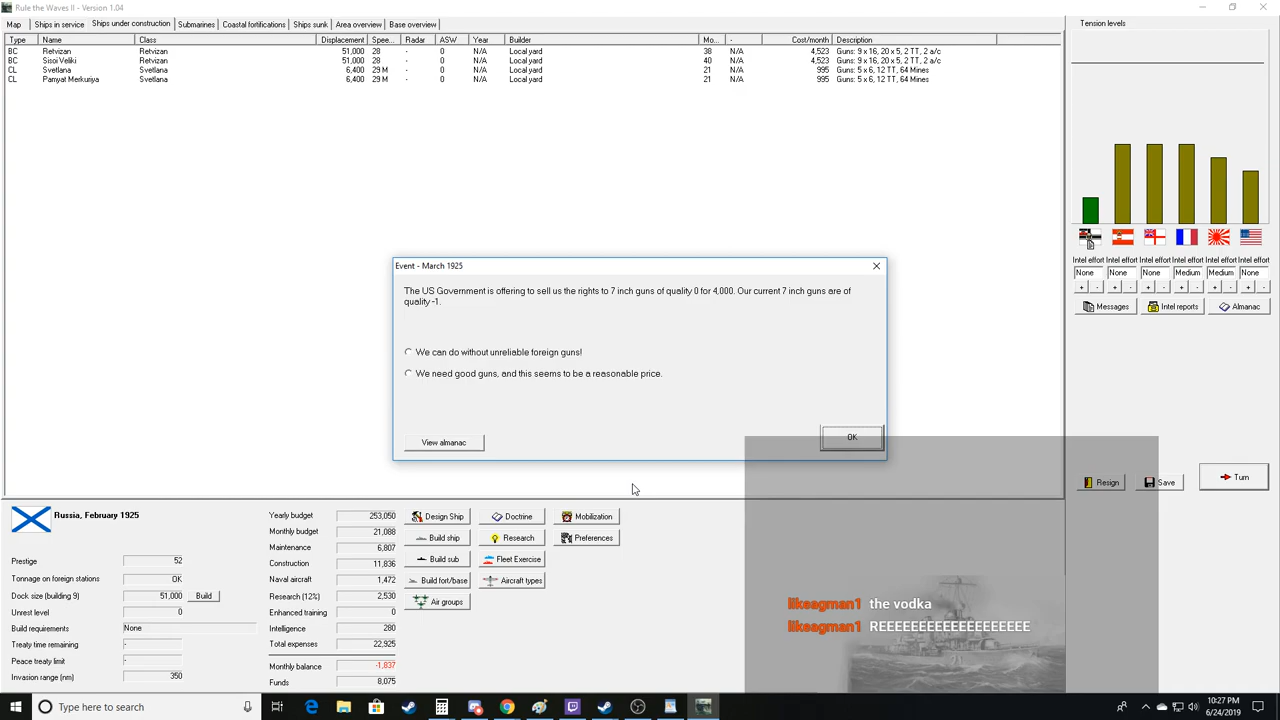 Rule the Waves II - Version 1.04
Map Ships in service Ships under construction Submarines Coastal fortifications Ships sunk Area overview Base overview
Type Name Class Displacement Spee... Radar ASW Year Builder Mo... - Cost/month Description
BC Retvizan Retvizan 51,000 28 - 0 N/A Local yard 38 N/A 4,523 Guns: 9 x 16, 20 x 5, 2 TT, 2 a/c
BC Sisoi Veliki Retvizan 51,000 28 - 0 N/A Local yard 40 N/A 4,523 Guns: 9 x 16, 20 x 5, 2 TT, 2 a/c
CL Svetlana Svetlana 6,400 29 M - 0 N/A Local yard 21 N/A 995 Guns: 5 x 6, 12 TT, 64 Mines
CL Pamyat Merkuriya Svetlana 6,400 29 M - 0 N/A Local yard 21 N/A 995 Guns: 5 x 6, 12 TT, 64 Mines
Tension levels
Intel effort Intel effort Intel effort Intel effort Intel effort Intel effort
None None None Medium Medium None
+ - + - + - + - + - + -
Messages Intel reports Almanac
Event - March 1925
The US Government is offering to sell us the rights to 7 inch guns of quality 0 for 4,000. Our current 7 inch guns are of
quality -1.
We can do without unreliable foreign guns!
We need good guns, and this seems to be a reasonable price.
View almanac OK
Resign Save Turn
Russia, February 1925
Prestige 52
Tonnage on foreign stations OK
Dock size (building 9) 51,000 Build
Unrest level 0
Build requirements None
Treaty time remaining -
Peace treaty limit -
Invasion range (nm) 350
Yearly budget 253,050
Monthly budget 21,088
Maintenance 6,807
Construction 11,836
Naval aircraft 1,472
Research (12%) 2,530
Enhanced training 0
Intelligence 280
Total expenses 22,925
Monthly balance -1,837
Funds 8,075
Design Ship Doctrine Mobilization
Build ship Research Preferences
Build sub Fleet Exercise
Build fort/base Aircraft types
Air groups
likeagman1 the vodka
likeagman1 REEEEEEEEEEEEEEEEEEE
Type here to search
10:27 PM
6/24/2019